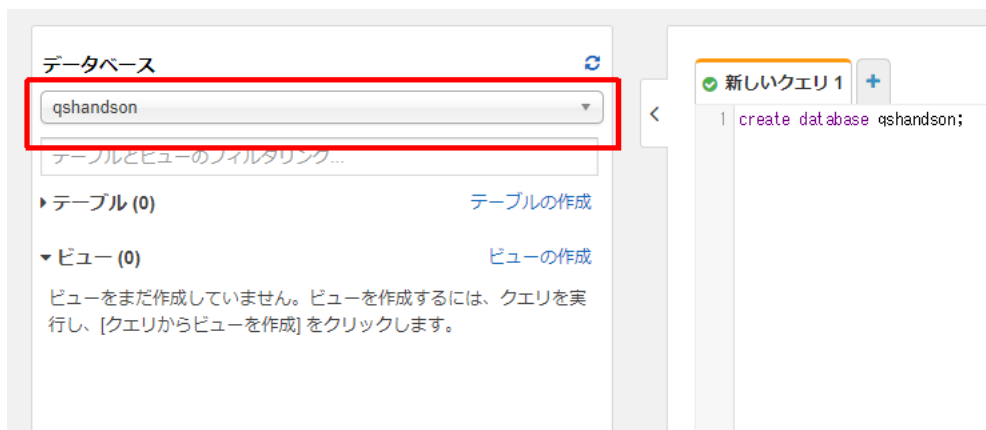 データベース
qshandson
テーブルとビューのフィルタリング...
テーブル (0)
テーブルの作成
ビュー (0)
ビューの作成
ビューをまだ作成していません。ビューを作成するには、クエリを実
行し、[クエリからビューを作成] をクリックします。
新しいクエリ 1
+
1 create database qshandson;